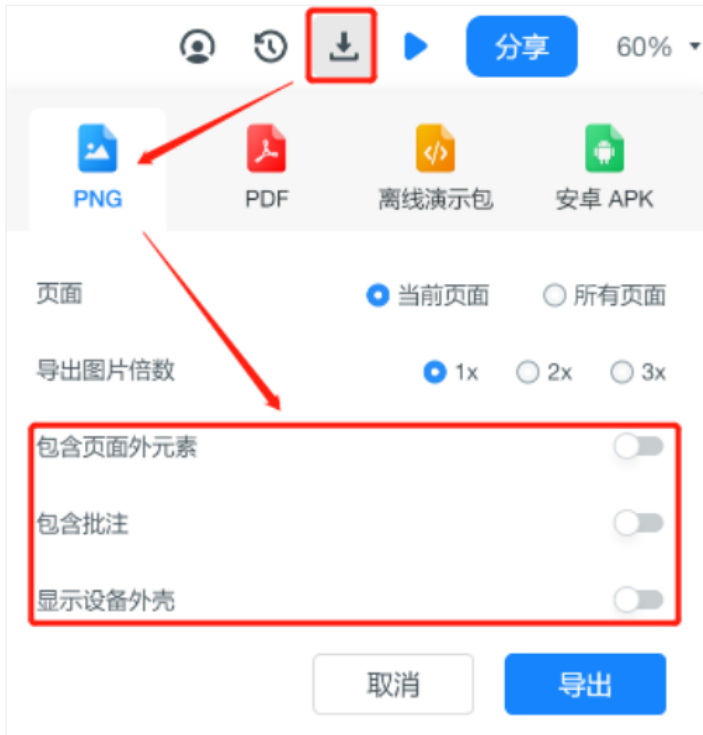 分享 60%
PNG PDF 离线演示包 安卓 APK
页面 当前页面 所有页面
导出图片倍数 1x 2x 3x
包含页面外元素
包含批注
显示设备外壳
取消 导出